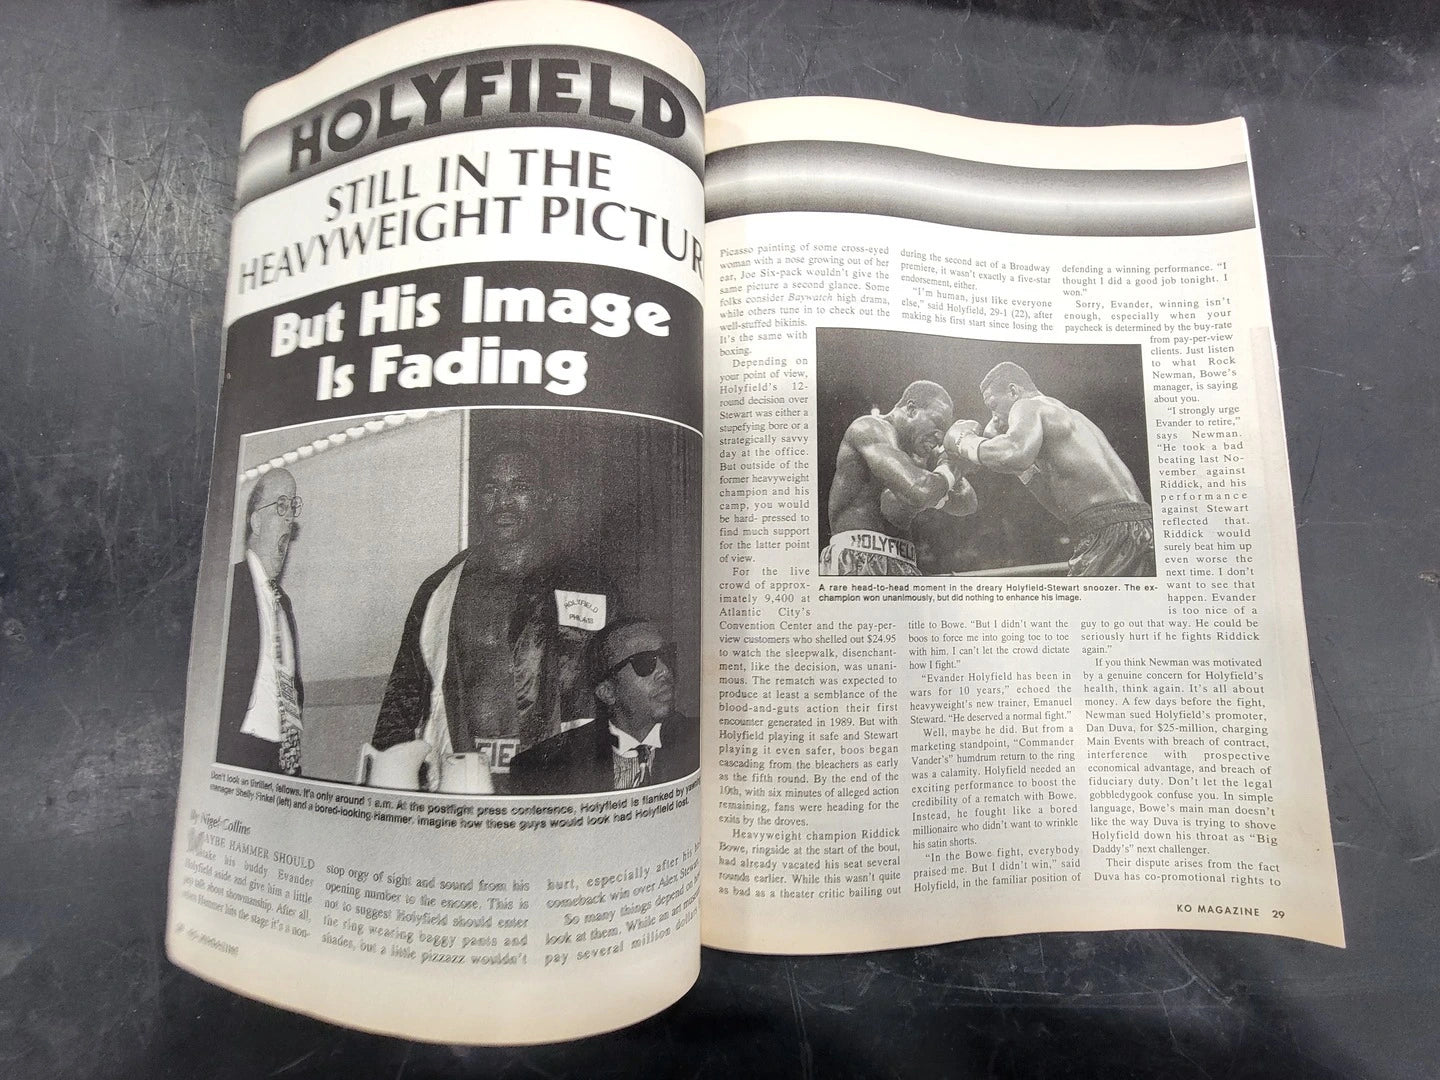 HOLYFIELD
STILL IN THE
HEAVYWEIGHT PICTUR
But His Image
Is Fading
HOLYFIELD
PHILA513
FIE
Don't look so thrilled, fellows. It's only around 1 a.m. At the postfight press conference, Holyfield is flanked by yawn
manager Shelly Finkel (left) and a bored-looking Hammer. Imagine how these guys would look had Holyfield lost.
By Nigel Collins
MAYBE HAMMER SHOULD
take his buddy Evander
Holyfield aside and give him a little
you talk about showmanship. After all,
when Hammer hits the stage it's a non-
stop orgy of sight and sound from his
opening number to the encore. This is
not to suggest Holyfield should enter
the ring wearing baggy pants and
shades, but a little pizzazz wouldn't
hurt, especially after his
comeback win over Alex Stewart
So many things depend on
look at them. While an art
pay several million dollars
KO MAGAZINE
Picasso painting of some cross-eyed
woman with a nose growing out of her
ear, Joe Six-pack wouldn't give the
same picture a second glance. Some
folks consider Baywatch high drama,
while others tune in to check out the
well-stuffed bikinis.
It's the same with
boxing.
Depending on
your point of view,
Holyfield's 12-
round decision over
Stewart was either a
stupefying bore or a
strategically savvy
day at the office.
But outside of the
former heavyweight
champion and his
camp, you would
be hard- pressed to
find much support
for the latter point
of view.
For the live
crowd of approx-
imately 9,400 at
Atlantic City's
Convention Center and the pay-per-
view customers who shelled out $24.95
to watch the sleepwalk, disenchant-
ment, like the decision, was unani-
mous. The rematch was expected to
produce at least a semblance of the
blood-and-guts action their first
encounter generated in 1989. But with
Holyfield playing it safe and Stewart
playing it even safer, boos began
cascading from the bleachers as early
as the fifth round. By the end of the
10th, with six minutes of alleged action
remaining, fans were heading for the
exits by the droves.
Heavyweight champion Riddick
Bowe, ringside at the start of the bout,
had already vacated his seat several
rounds earlier. While this wasn't quite
as bad as a theater critic bailing out
during the second act of a Broadway
premiere, it wasn't exactly a five-star
endorsement, either.
"I'm human, just like everyone
else," said Holyfield, 29-1 (22), after
making his first start since losing the
HOLYFIELD
A rare head-to-head moment in the dreary Holyfield-Stewart snoozer. The ex-
champion won unanimously, but did nothing to enhance his image.
title to Bowe. "But I didn't want the
boos to force me into going toe to toe
with him. I can't let the crowd dictate
how I fight."
"Evander Holyfield has been in
wars for 10 years," echoed the
heavyweight's new trainer, Emanuel
Steward. "He deserved a normal fight."
Well, maybe he did. But from a
marketing standpoint, "Commander
Vander's" humdrum return to the ring
was a calamity. Holyfield needed an
exciting performance to boost the
credibility of a rematch with Bowe.
Instead, he fought like a bored
millionaire who didn't want to wrinkle
his satin shorts.
"In the Bowe fight, everybody
praised me. But I didn't win," said
Holyfield, in the familiar position of
defending a winning performance. "I
thought I did a good job tonight. I
won."
Sorry, Evander, winning isn't
enough, especially when your
paycheck is determined by the buy-rate
from pay-per-view
clients. Just listen
to what Rock
Newman, Bowe's
manager, is saying
about you.
"I strongly urge
Evander to retire,"
says Newman.
"He took a bad
beating last No-
vember against
Riddick, and his
performance
against Stewart
reflected that.
Riddick would
surely beat him up
even worse the
next time. I don't
want to see that
happen. Evander
is too nice of a
guy to go out that way. He could be
seriously hurt if he fights Riddick
again."
If you think Newman was motivated
by a genuine concern for Holyfield's
health, think again. It's all about
money. A few days before the fight,
Newman sued Holyfield's promoter,
Dan Duva, for $25-million, charging
Main Events with breach of contract,
interference with prospective
economical advantage, and breach of
fiduciary duty. Don't let the legal
gobbledygook confuse you. In simple
language, Bowe's main man doesn't
like the way Duva is trying to shove
Holyfield down his throat as "Big
Daddy's" next challenger.
Their dispute arises from the fact
Duva has co-promotional rights to
KO MAGAZINE 29